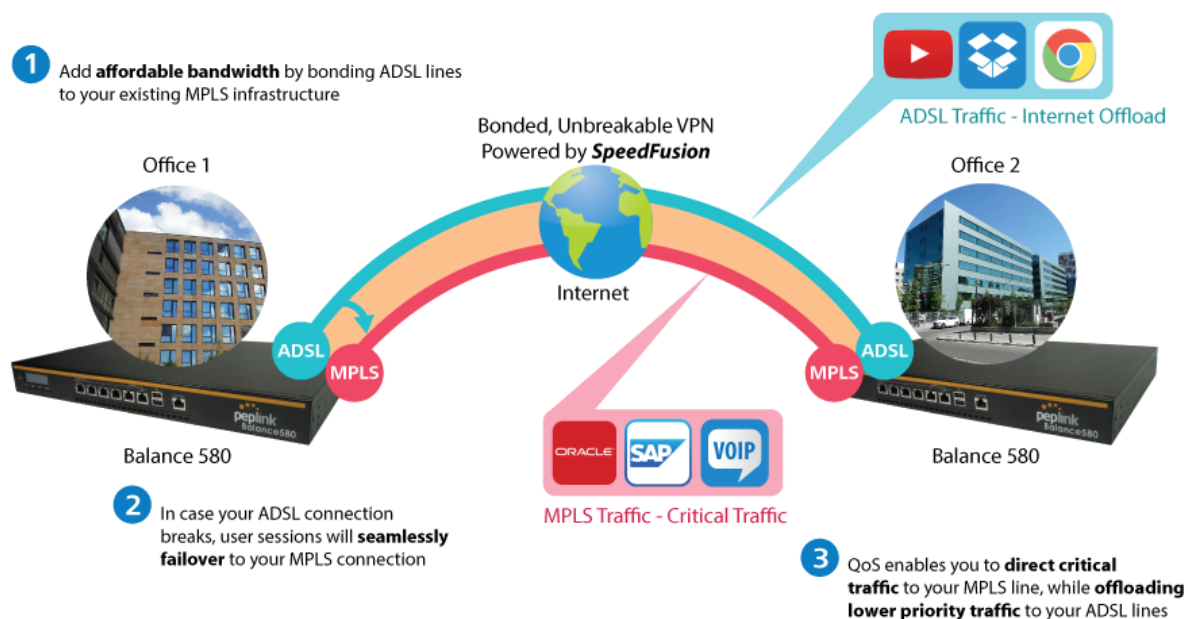 1
Add affordable bandwidth by bonding ADSL lines
to your existing MPLS infrastructure
ADSL Traffic - Internet Offload
Bonded, Unbreakable VPN
Powered by SpeedFusion
Office 1
Office 2
Internet
ADSL
MPLS
MPLS
ADSL
peplink
Balance580
peplink
Balance580
Balance 580
Balance 580
ORACLE
SAP
VOIP
MPLS Traffic - Critical Traffic
2
In case your ADSL connection
breaks, user sessions will seamlessly
failover to your MPLS connection
3
QoS enables you to direct critical
traffic to your MPLS line, while offloading
lower priority traffic to your ADSL lines